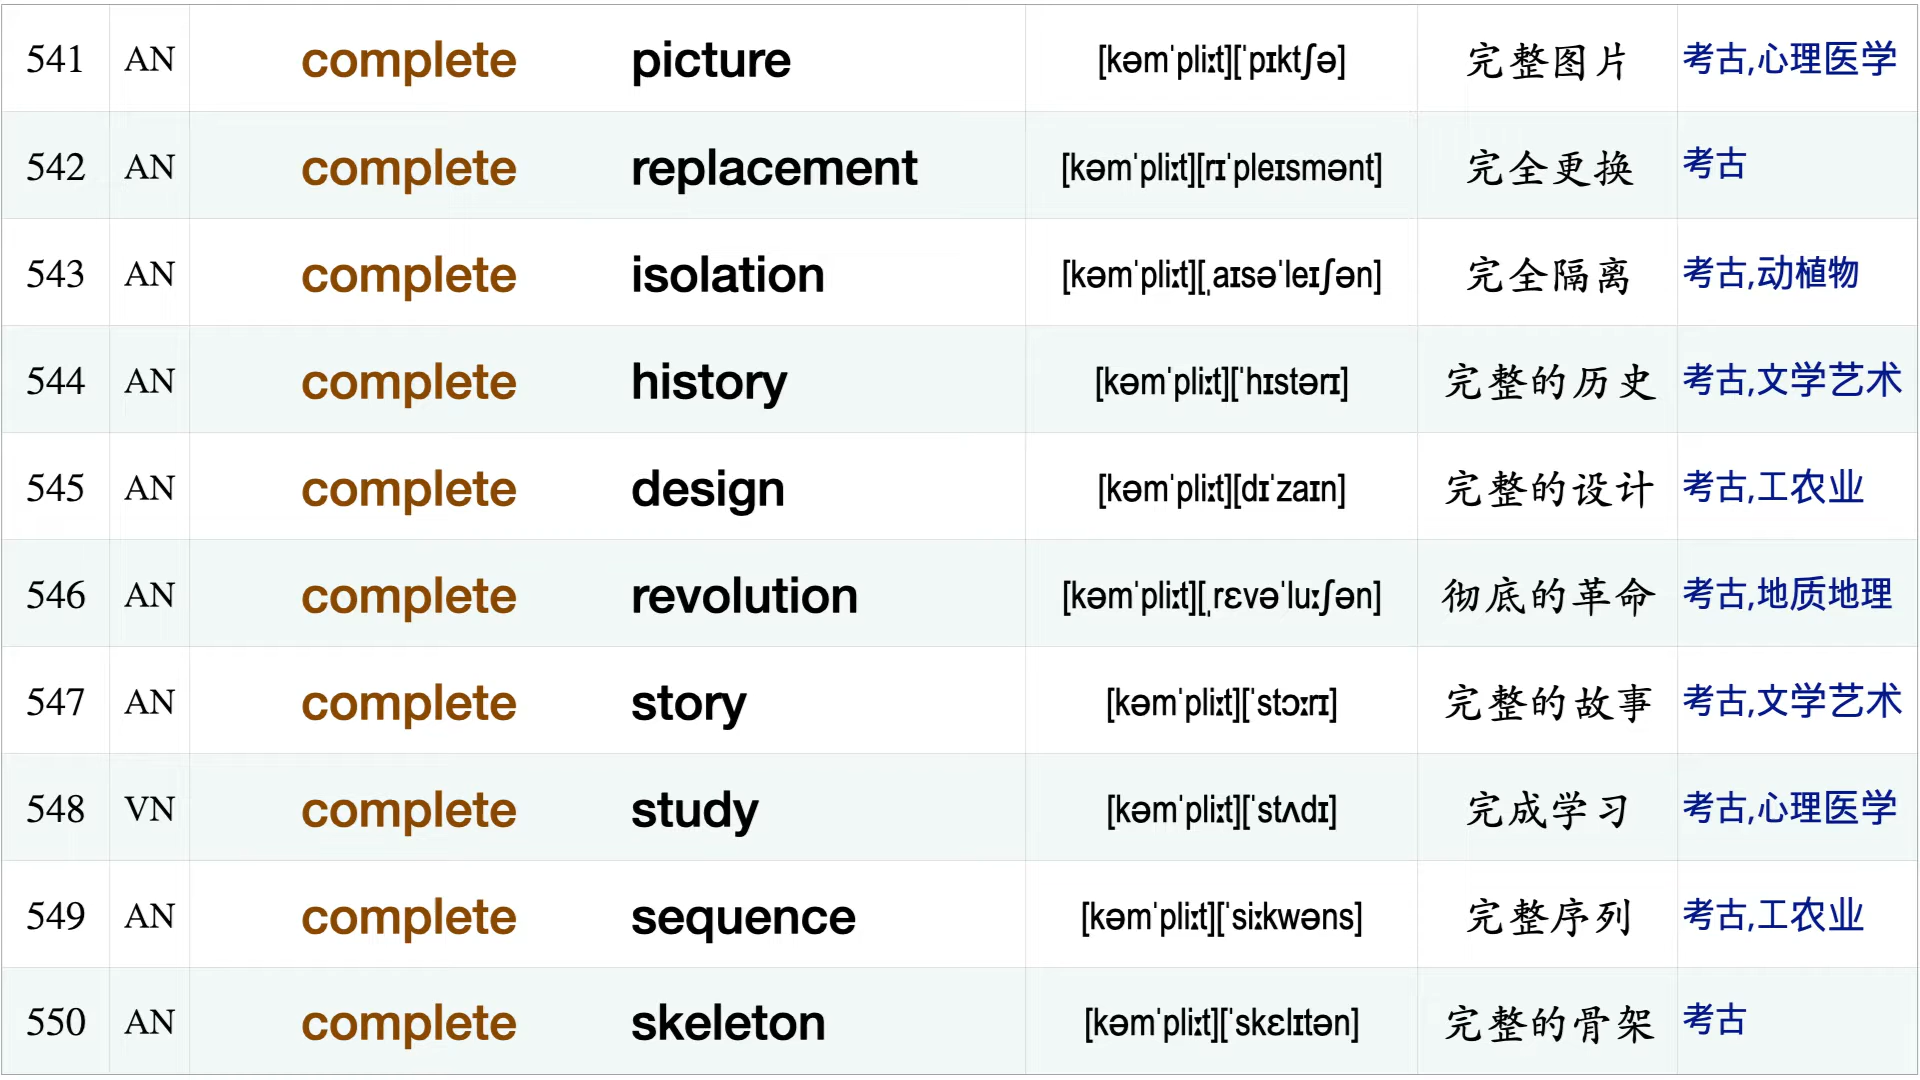 541 AN complete picture [kəmˈpliːt][ˈpɪktʃə] 完整图片 考古,心理医学
542 AN complete replacement [kəmˈpliːt][rɪˈpleɪsmənt] 完全更换 考古
543 AN complete isolation [kəmˈpliːt][ˌaɪsəˈleɪʃən] 完全隔离 考古,动植物
544 AN complete history [kəmˈpliːt][ˈhɪstərɪ] 完整的历史 考古,文学艺术
545 AN complete design [kəmˈpliːt][dɪˈzaɪn] 完整的设计 考古,工农业
546 AN complete revolution [kəmˈpliːt][ˌrɛvəˈluːʃən] 彻底的革命 考古,地质地理
547 AN complete story [kəmˈpliːt][ˈstɔːrɪ] 完整的故事 考古,文学艺术
548 VN complete study [kəmˈpliːt][ˈstʌdɪ] 完成学习 考古,心理医学
549 AN complete sequence [kəmˈpliːt][ˈsiːkwəns] 完整序列 考古,工农业
550 AN complete skeleton [kəmˈpliːt][ˈskɛlɪtən] 完整的骨架 考古